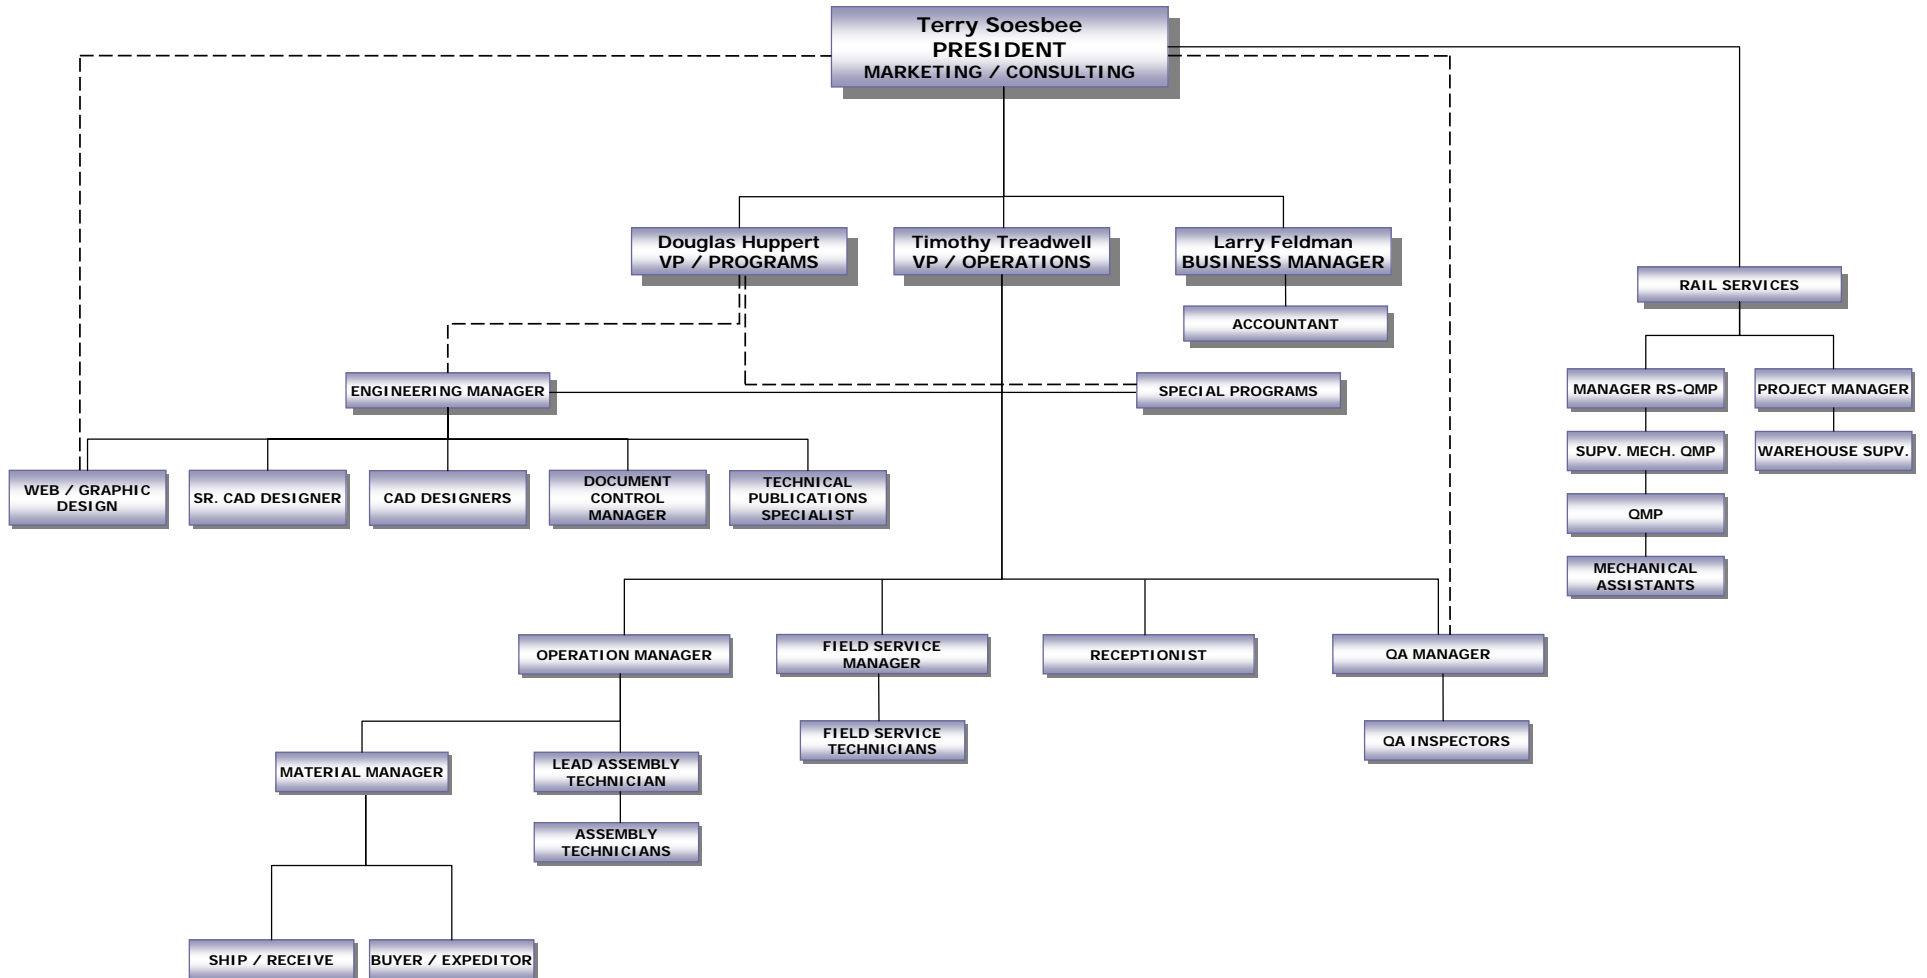 Terry Soesbee
PRESIDENT
MARKETING / CONSULTING
Douglas Huppert
VP / PROGRAMS
Timothy Treadwell
VP / OPERATIONS
Larry Feldman
BUSINESS MANAGER
RAIL SERVICES
ACCOUNTANT
ENGINEERING MANAGER
SPECIAL PROGRAMS
MANAGER RS-QMP
PROJECT MANAGER
SUPV. MECH. QMP
WAREHOUSE SUPV.
WEB / GRAPHIC
DESIGN
SR. CAD DESIGNER
CAD DESIGNERS
DOCUMENT
CONTROL
MANAGER
TECHNICAL
PUBLICATIONS
SPECIALIST
QMP
MECHANICAL
ASSISTANTS
OPERATION MANAGER
FIELD SERVICE
MANAGER
RECEPTIONIST
QA MANAGER
FIELD SERVICE
TECHNICIANS
QA INSPECTORS
MATERIAL MANAGER
LEAD ASSEMBLY
TECHNICIAN
ASSEMBLY
TECHNICIANS
SHIP / RECEIVE
BUYER / EXPEDITOR